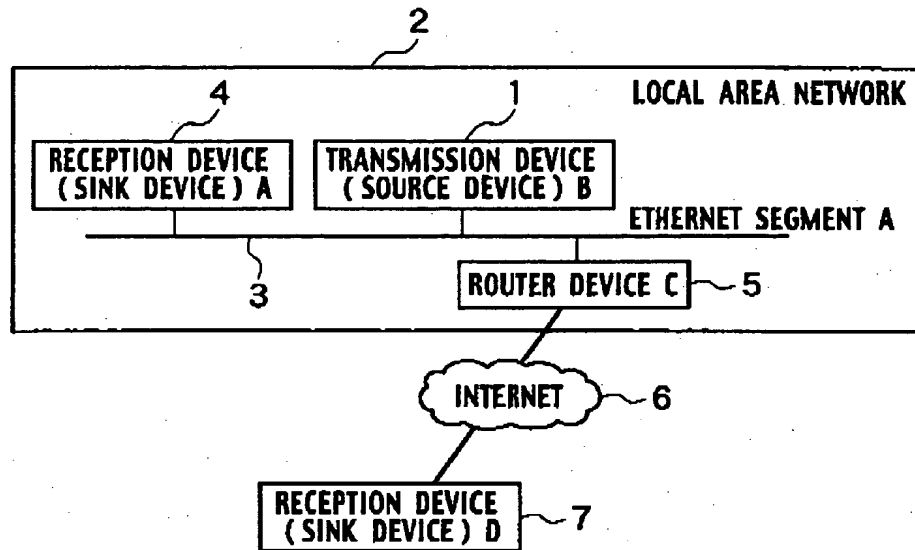 2
LOCAL AREA NETWORK
4
1
RECEPTION DEVICE
(SINK DEVICE) A
TRANSMISSION DEVICE
(SOURCE DEVICE) B
ETHERNET SEGMENT A
3
ROUTER DEVICE C
5
INTERNET
6
RECEPTION DEVICE
(SINK DEVICE) D
7